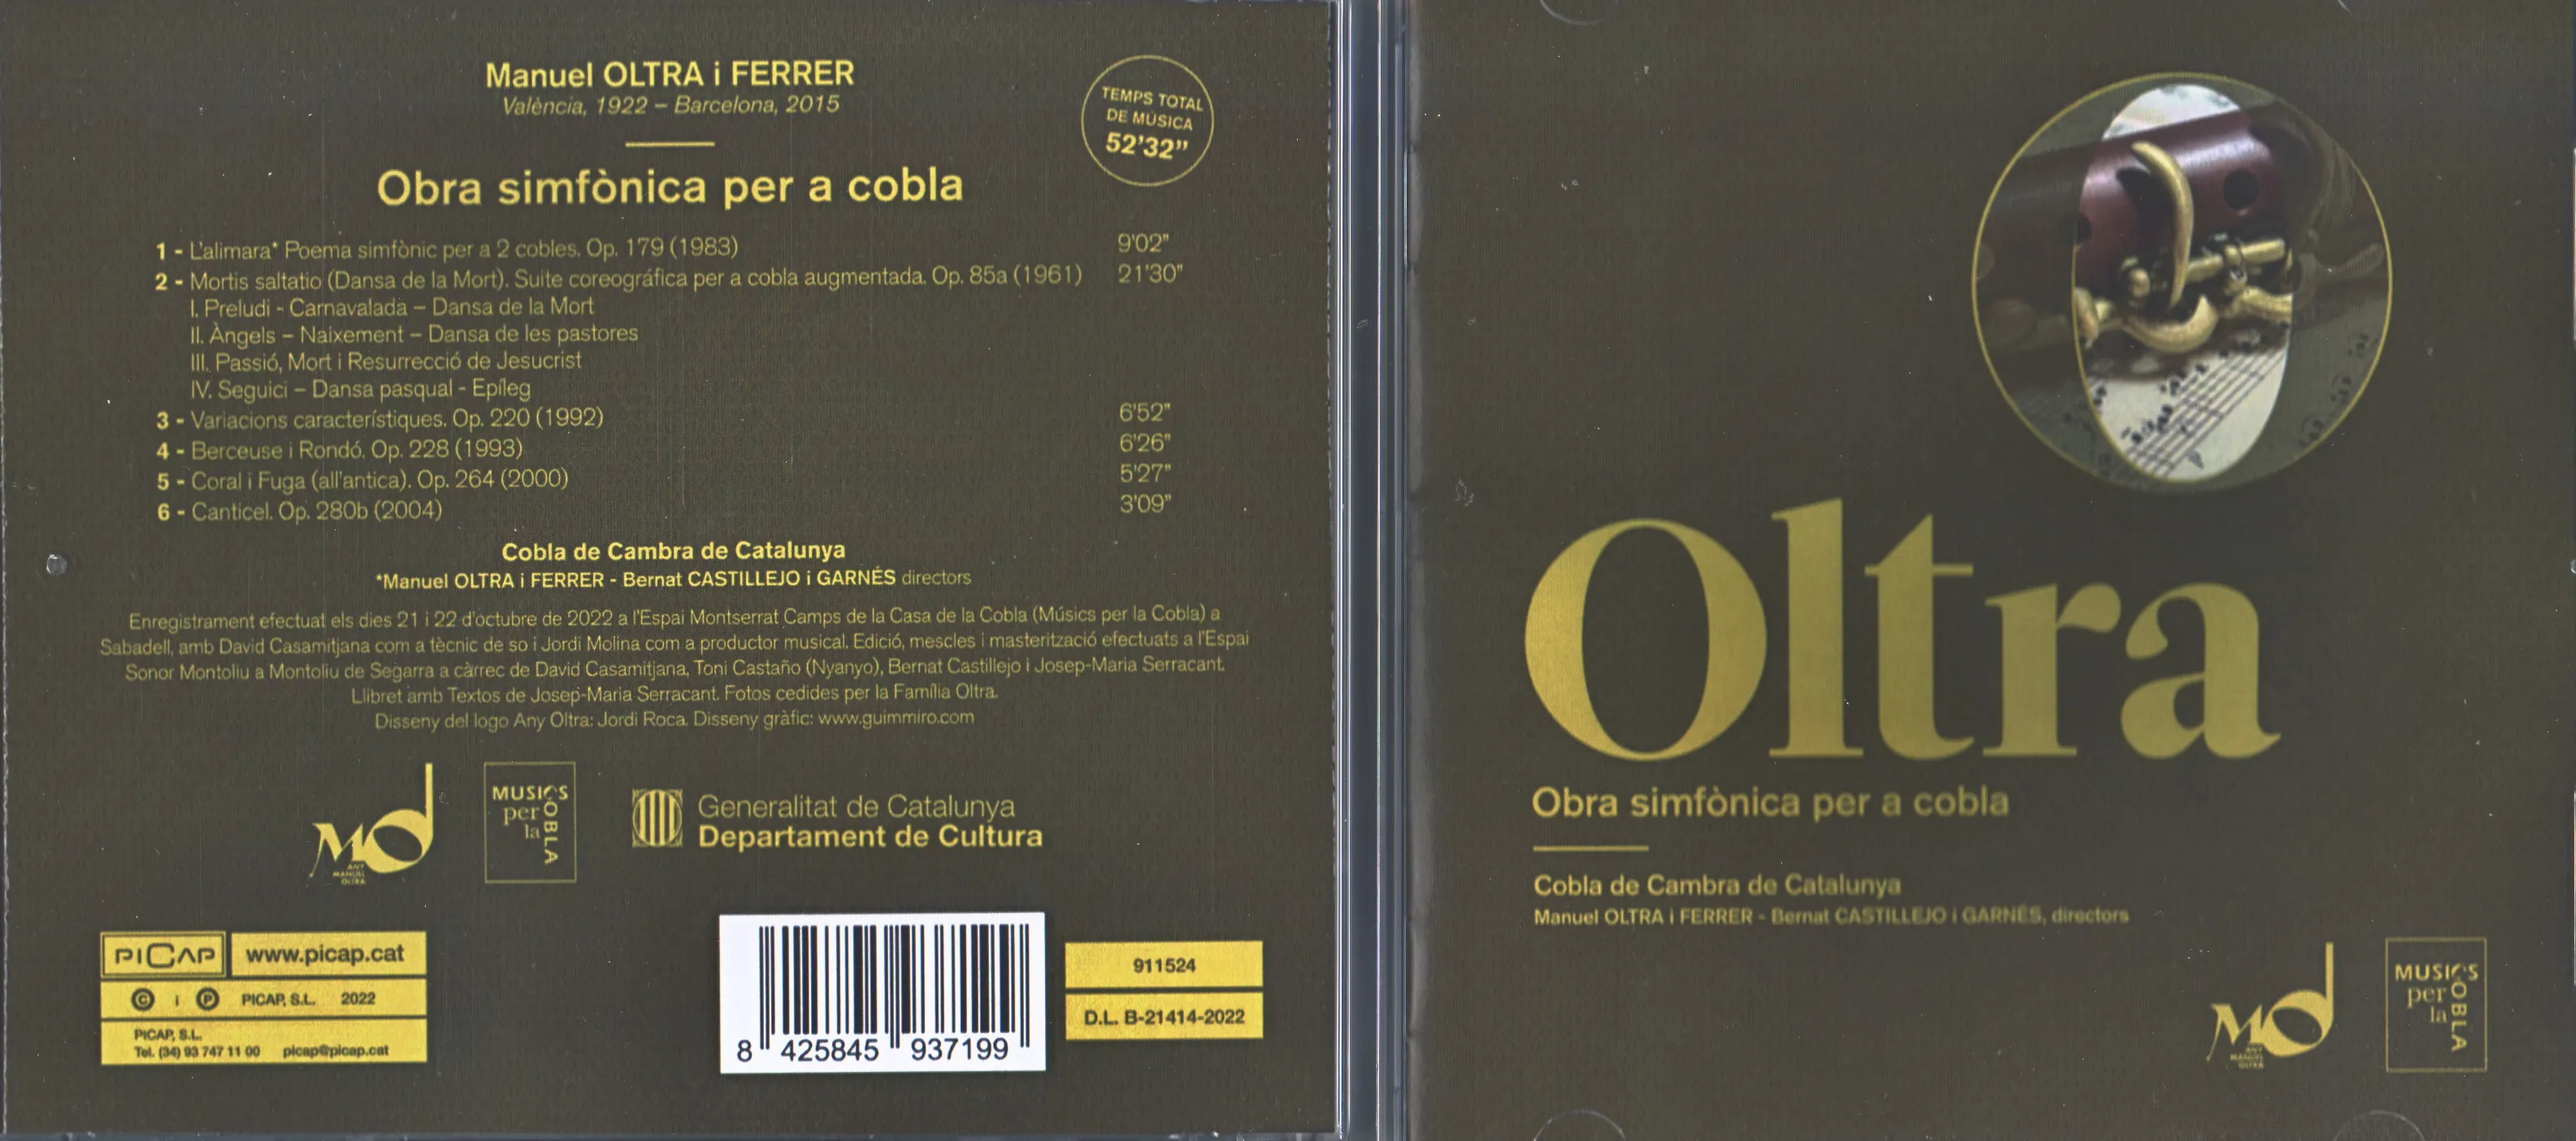 Manuel OLTRA i FERRER
València, 1922 – Barcelona, 2015
TEMPS TOTAL
DE MÚSICA
52'32"
Obra simfònica per a cobla
1 - L'alimara* Poema simfònic per a 2 cobles. Op. 179 (1983) 9'02"
2 - Mortis saltatio (Dansa de la Mort). Suite coreográfica per a cobla augmentada. Op. 85a (1961) 21'30"
I. Preludi - Carnavalada – Dansa de la Mort
II. Àngels – Naixement – Dansa de les pastores
III. Passió, Mort i Resurrecció de Jesucrist
IV. Seguici – Dansa pasqual - Epíleg
3 - Variacions característiques. Op. 220 (1992) 6'52"
4 - Berceuse i Rondó. Op. 228 (1993) 6'26"
5 - Coral i Fuga (all'antica). Op. 264 (2000) 5'27"
6 - Canticel. Op. 280b (2004) 3'09"
Cobla de Cambra de Catalunya
*Manuel OLTRA i FERRER - Bernat CASTILLEJO i GARNÉS directors
Enregistrament efectuat els dies 21 i 22 d'octubre de 2022 a l'Espai Montserrat Camps de la Casa de la Cobla (Músics per la Cobla) a
Sabadell, amb David Casamitjana com a tècnic de so i Jordi Molina com a productor musical. Edició, mescles i masterització efectuats a l'Espai
Sonor Montoliu a Montoliu de Segarra a càrrec de David Casamitjana, Toni Castaño (Nyanyo), Bernat Castillejo i Josep-Maria Serracant.
Llibret amb Textos de Josep-Maria Serracant. Fotos cedides per la Família Oltra.
Disseny del logo Any Oltra: Jordi Roca. Disseny gràfic: www.guimmiro.com
MO
ANY
MANUEL
OLTRA
MUSICS
per la
COBLA
Generalitat de Catalunya
Departament de Cultura
PICAP
www.picap.cat
© i ℗ PICAP, S.L. 2022
PICAP, S.L.
Tel. (34) 93 747 11 00 picap@picap.cat
8 425845 937199
911524
D.L. B-21414-2022
Oltra
Obra simfònica per a cobla
Cobla de Cambra de Catalunya
Manuel OLTRA i FERRER - Bernat CASTILLEJO i GARNÉS, directors
MO
ANY
MANUEL
OLTRA
MUSICS
per la
COBLA